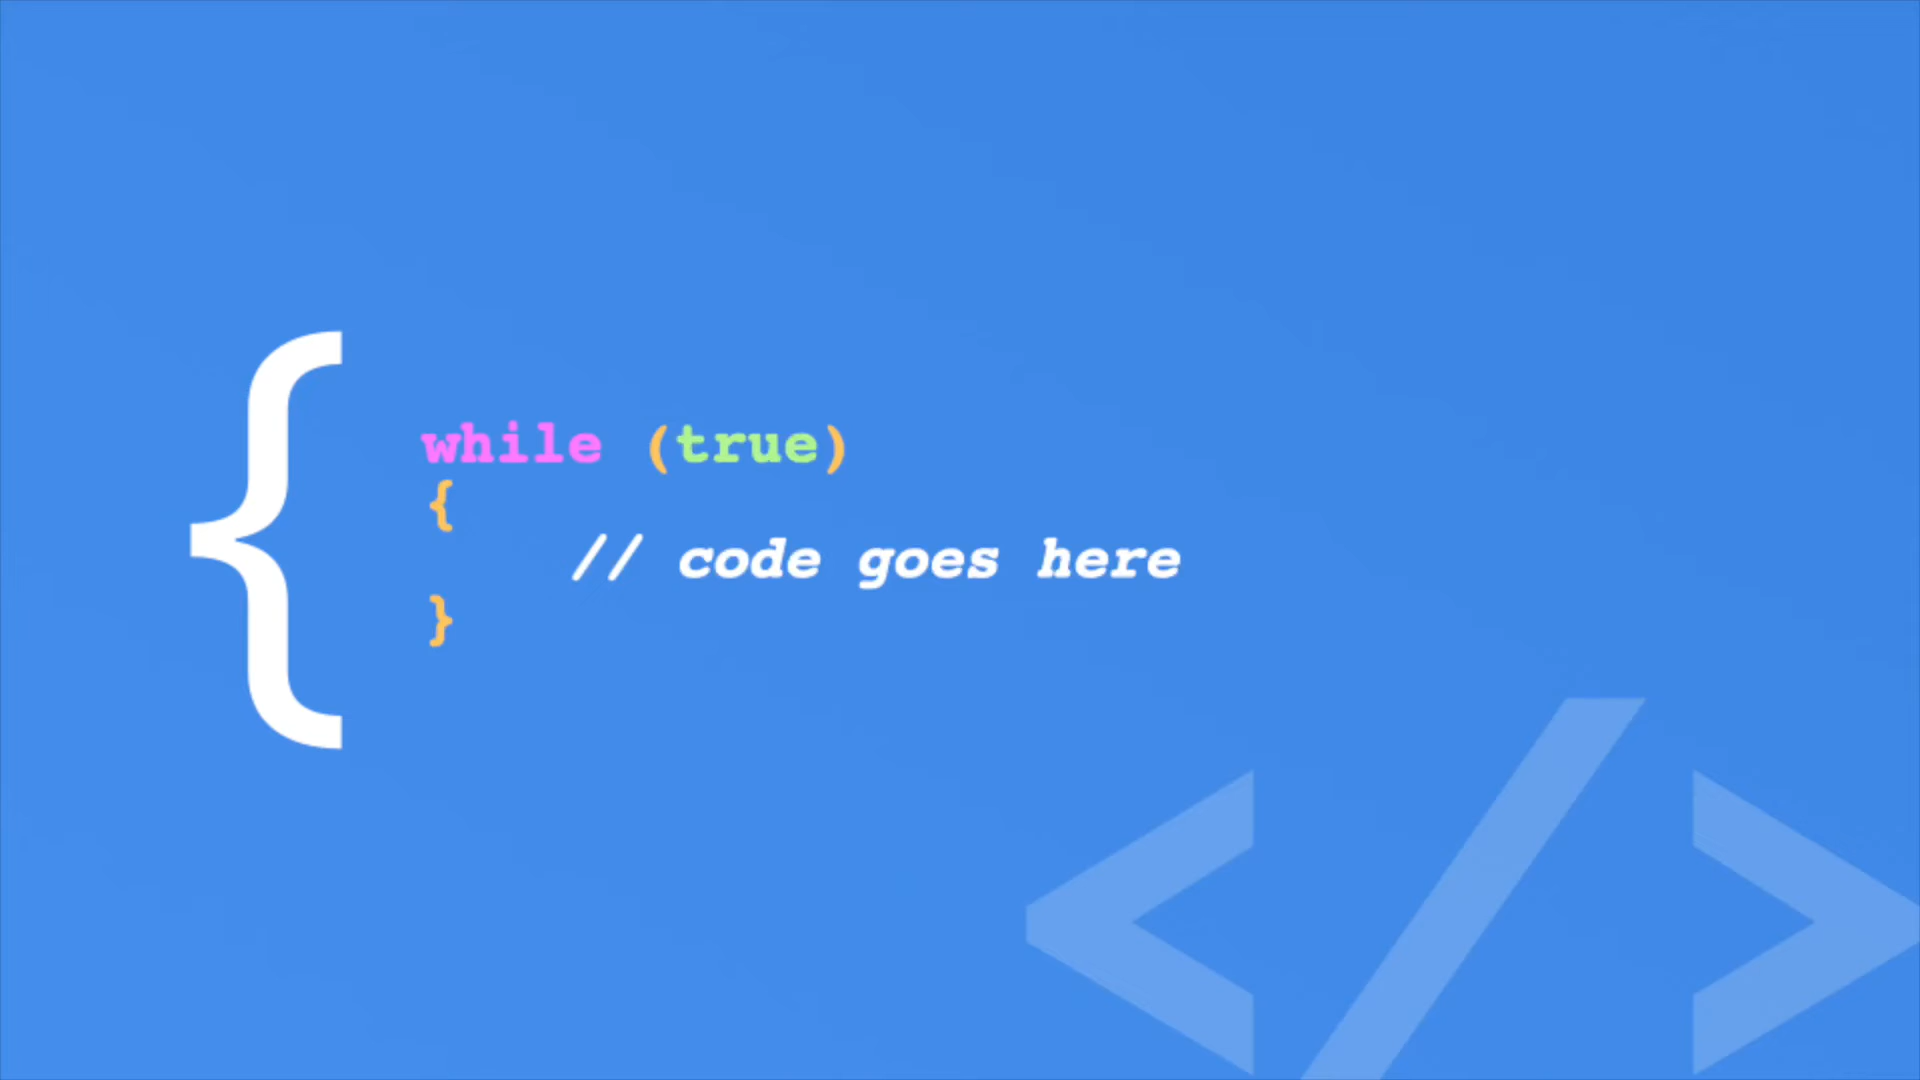 {
while (true)
{
// code goes here
}
</>